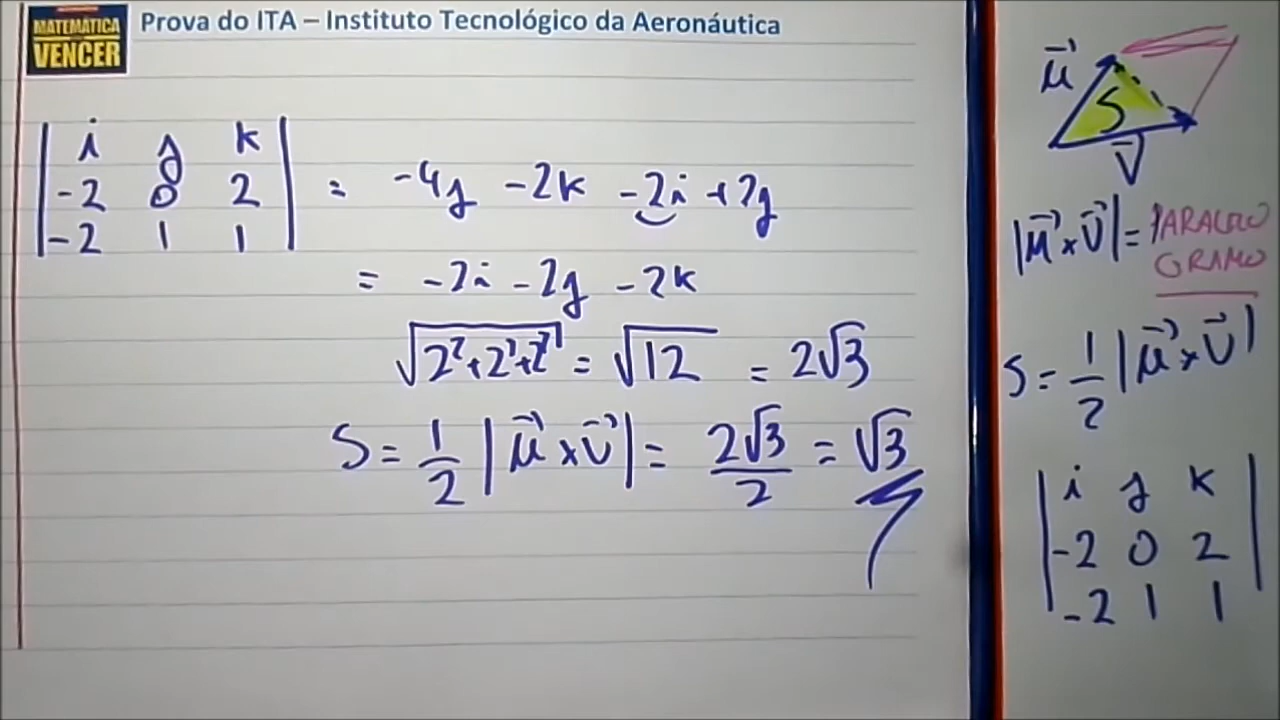 MATEMÁTICA
VENCER
Prova do ITA – Instituto Tecnológico da Aeronáutica
| i j k |
| -2 0 2 | = -4j -2k -2i +2j
| -2 1 1 |
= -2i -2j -2k
√(2²+2²+2²) = √12 = 2√3
S = 1/2 |μ⃗ × v⃗| = 2√3/2 = √3
μ⃗
S
v⃗
|μ⃗ × v⃗| = PARALELO
GRAMO
S = 1/2 |μ⃗ × v⃗|
| i j k |
| -2 0 2 |
| -2 1 1 |